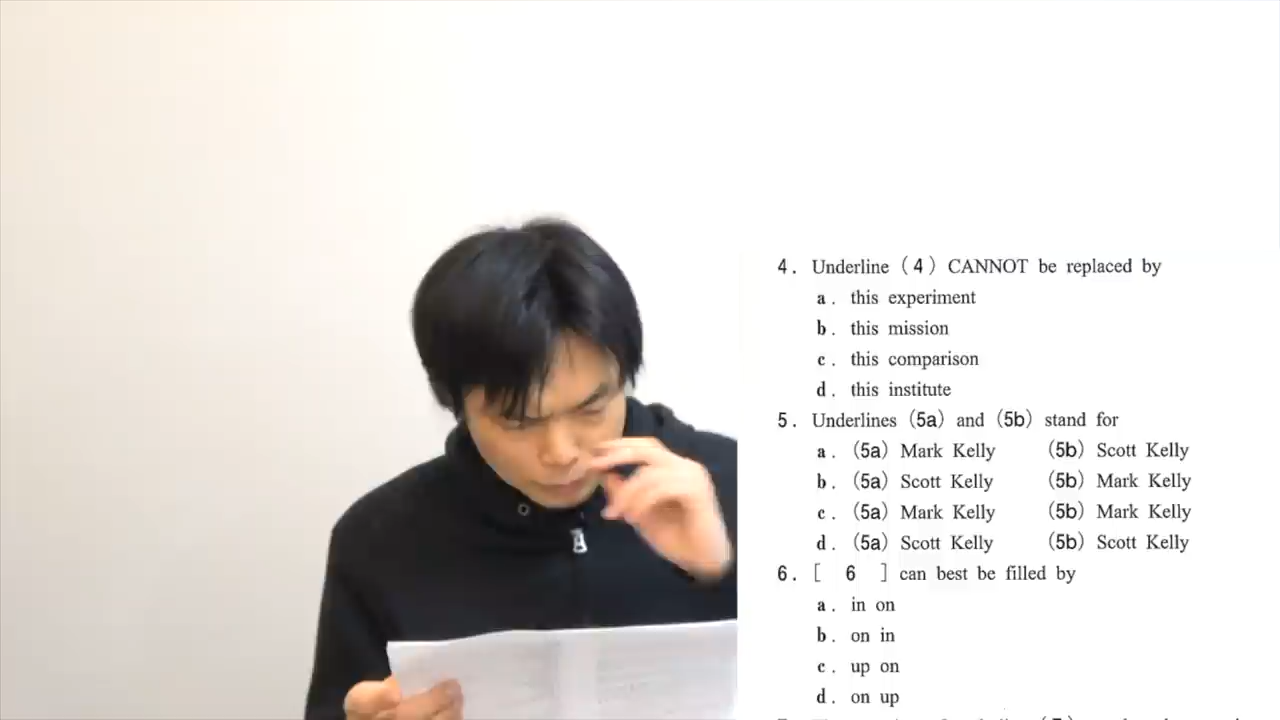 4. Underline (4) CANNOT be replaced by
a. this experiment
b. this mission
c. this comparison
d. this institute
5. Underlines (5a) and (5b) stand for
a. (5a) Mark Kelly (5b) Scott Kelly
b. (5a) Scott Kelly (5b) Mark Kelly
c. (5a) Mark Kelly (5b) Mark Kelly
d. (5a) Scott Kelly (5b) Scott Kelly
6. [ 6 ] can best be filled by
a. in on
b. on in
c. up on
d. on up